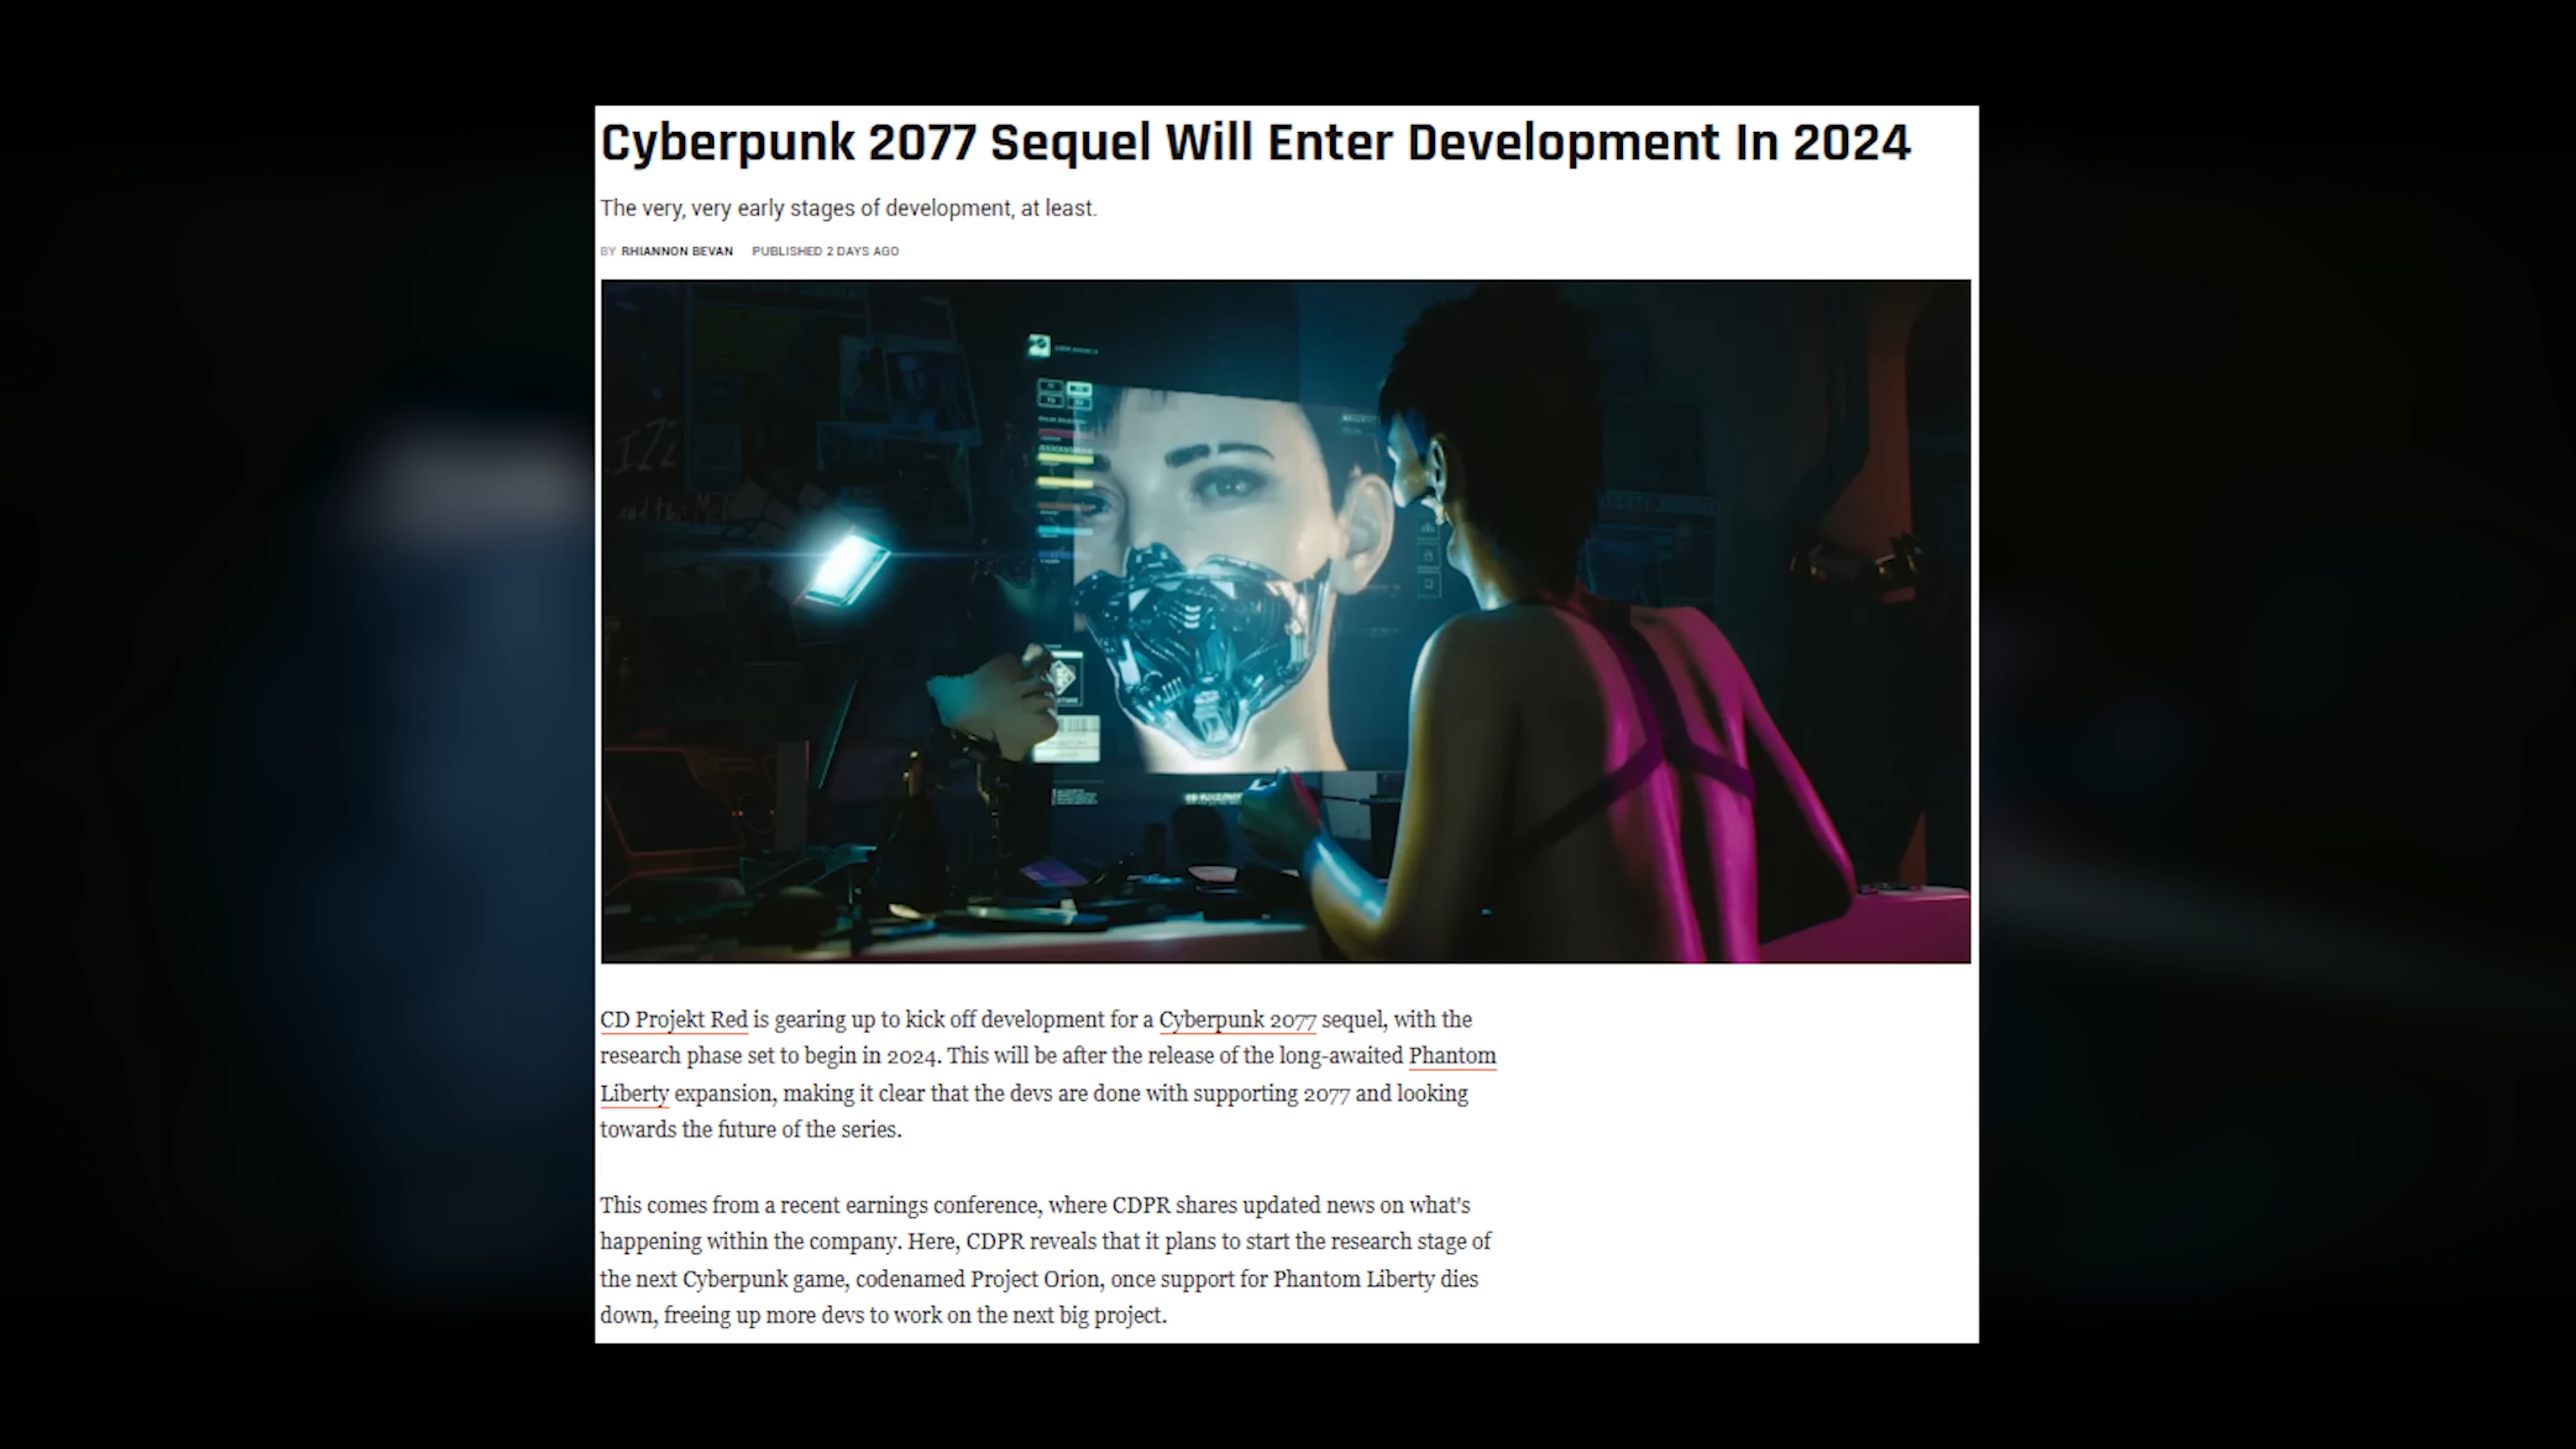 Cyberpunk 2077 Sequel Will Enter Development In 2024
The very, very early stages of development, at least.
BY RHIANNON BEVAN PUBLISHED 2 DAYS AGO
CD Projekt Red is gearing up to kick off development for a Cyberpunk 2077 sequel, with the
research phase set to begin in 2024. This will be after the release of the long-awaited Phantom
Liberty expansion, making it clear that the devs are done with supporting 2077 and looking
towards the future of the series.
This comes from a recent earnings conference, where CDPR shares updated news on what's
happening within the company. Here, CDPR reveals that it plans to start the research stage of
the next Cyberpunk game, codenamed Project Orion, once support for Phantom Liberty dies
down, freeing up more devs to work on the next big project.